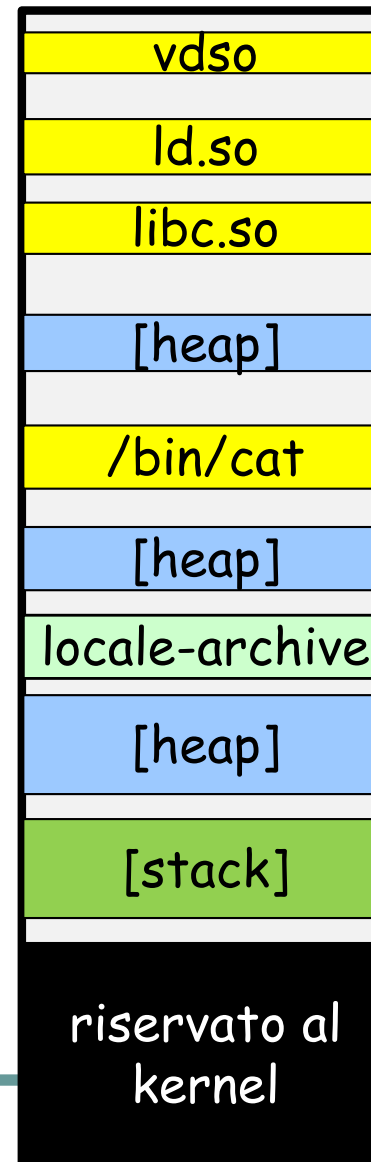 vdso
ld.so
libc.so
[heap]
/bin/cat
[heap]
locale-archive
[heap]
[stack]
riservato al
kernel